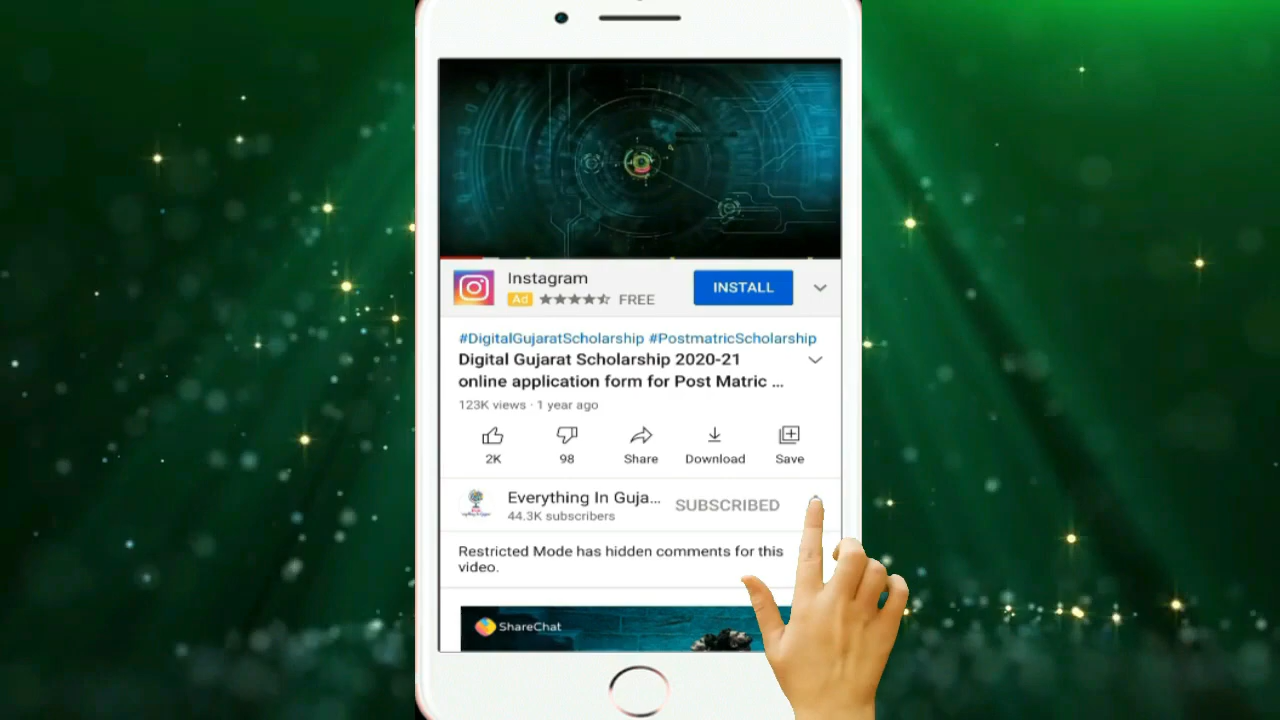 Instagram
Ad FREE
INSTALL
#DigitalGujaratScholarship #PostmatricScholarship
Digital Gujarat Scholarship 2020-21
online application form for Post Matric ...
123K views · 1 year ago
2K 98 Share Download Save
Everything In Guja...
44.3K subscribers
SUBSCRIBED
Restricted Mode has hidden comments for this
video.
ShareChat